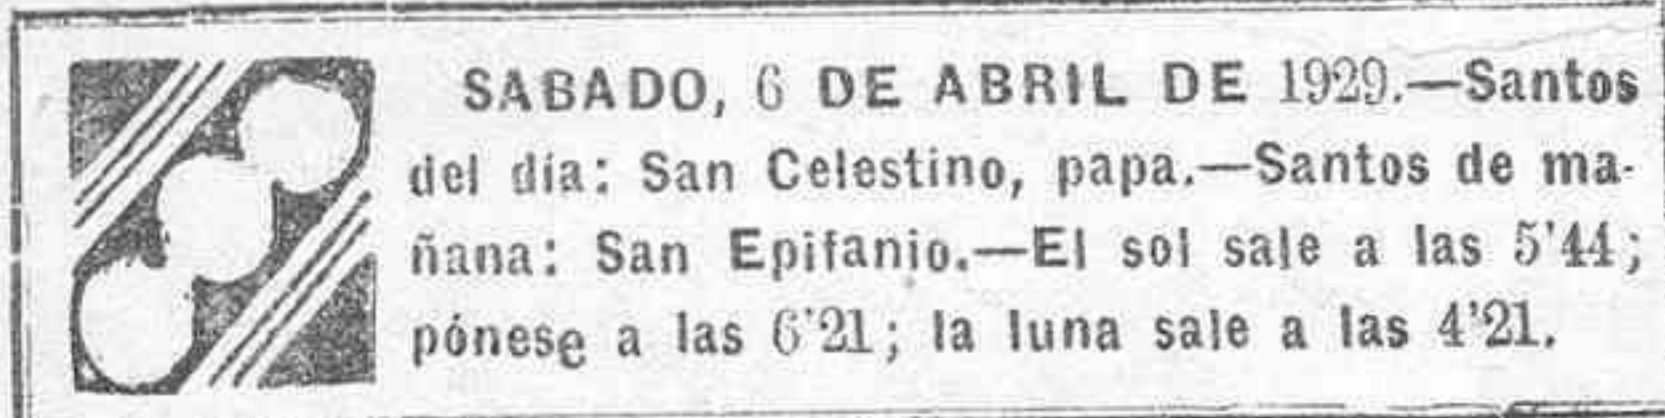 SABADO, 6 DE ABRIL DE 1929.—Santos
del día: San Celestino, papa.—Santos de ma-
ñana: San Epifanio.—El sol sale a las 5'44;
pónese a las 6'21; la luna sale a las 4'21.